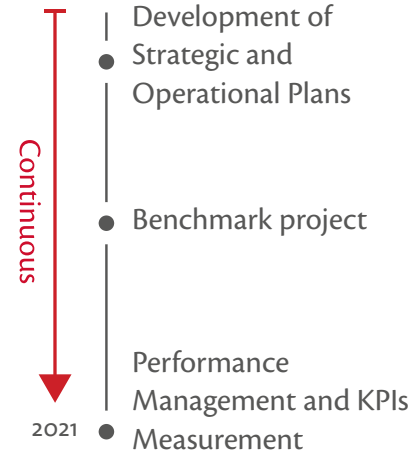 Development of
Strategic and
Operational Plans
Continuous
Benchmark project
Performance
Management and KPIs
2021
Measurement